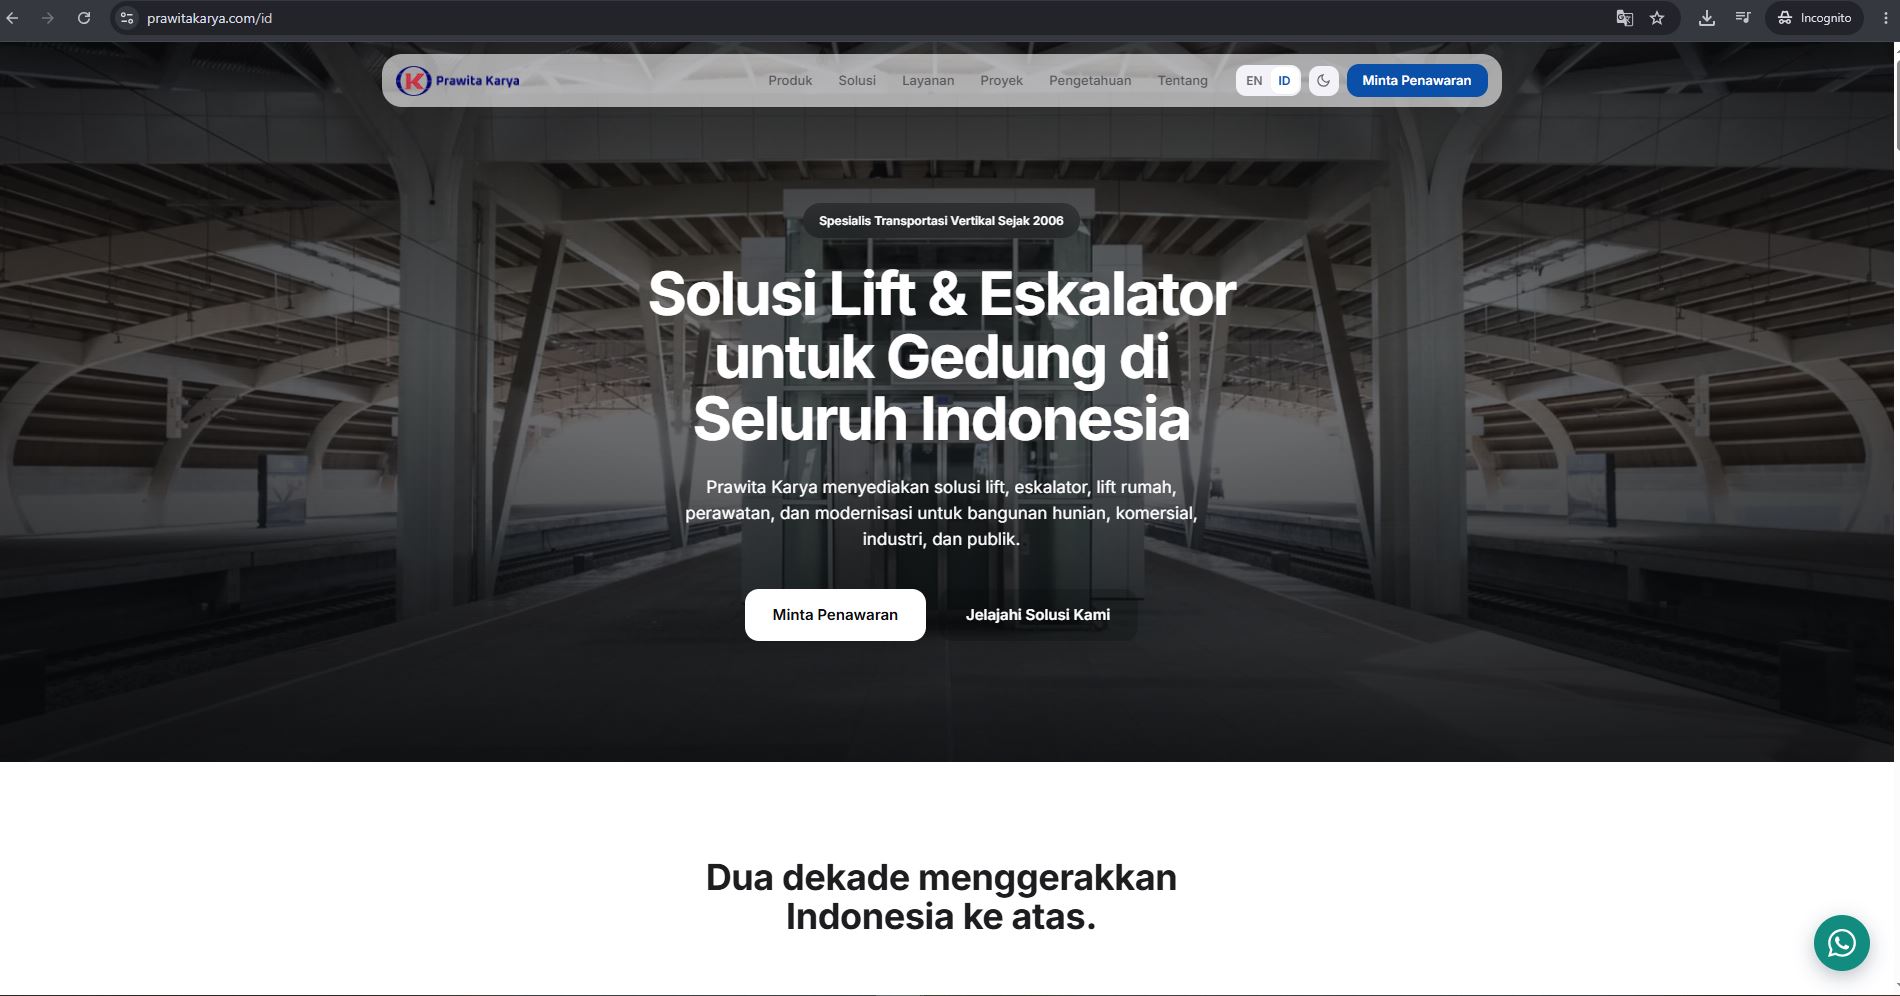 prawitakarya.com/id
Incognito
K Prawita Karya
Produk Solusi Layanan Proyek Pengetahuan Tentang EN ID Minta Penawaran
Spesialis Transportasi Vertikal Sejak 2006
Solusi Lift & Eskalator
untuk Gedung di
Seluruh Indonesia
Prawita Karya menyediakan solusi lift, eskalator, lift rumah,
perawatan, dan modernisasi untuk bangunan hunian, komersial,
industri, dan publik.
Minta Penawaran Jelajahi Solusi Kami
Dua dekade menggerakkan
Indonesia ke atas.